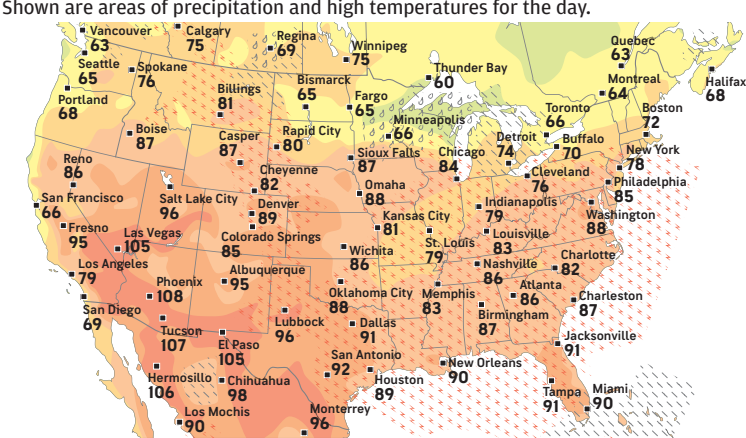 Shown are areas of precipitation and high temperatures for the day.
Vancouver
63
Calgary
75
Regina
69
Winnipeg
75
Quebec
63
Seattle
65
Spokane
76
Thunder Bay
60
Montreal
64
Halifax
68
Portland
68
Billings
81
Bismarck
65
Fargo
65
Minneapolis
66
Toronto
66
Boston
72
Boise
87
Casper
87
Rapid City
80
Sioux Falls
87
Chicago
84
Detroit
74
Buffalo
70
New York
78
Reno
86
Cheyenne
82
Omaha
88
Cleveland
76
Philadelphia
85
San Francisco
66
Salt Lake City
96
Denver
89
Kansas City
81
Indianapolis
79
Washington
88
Fresno
95
Las Vegas
105
Colorado Springs
85
Wichita
86
St. Louis
79
Louisville
83
Los Angeles
79
Phoenix
108
Albuquerque
95
Oklahoma City
88
Memphis
83
Nashville
86
Charlotte
82
San Diego
69
Tucson
107
El Paso
105
Lubbock
96
Dallas
91
Birmingham
87
Atlanta
86
Charleston
87
Jacksonville
91
Hermosillo
106
Chihuahua
98
San Antonio
92
Houston
89
New Orleans
90
Los Mochis
90
Monterrey
96
Tampa
91
Miami
90